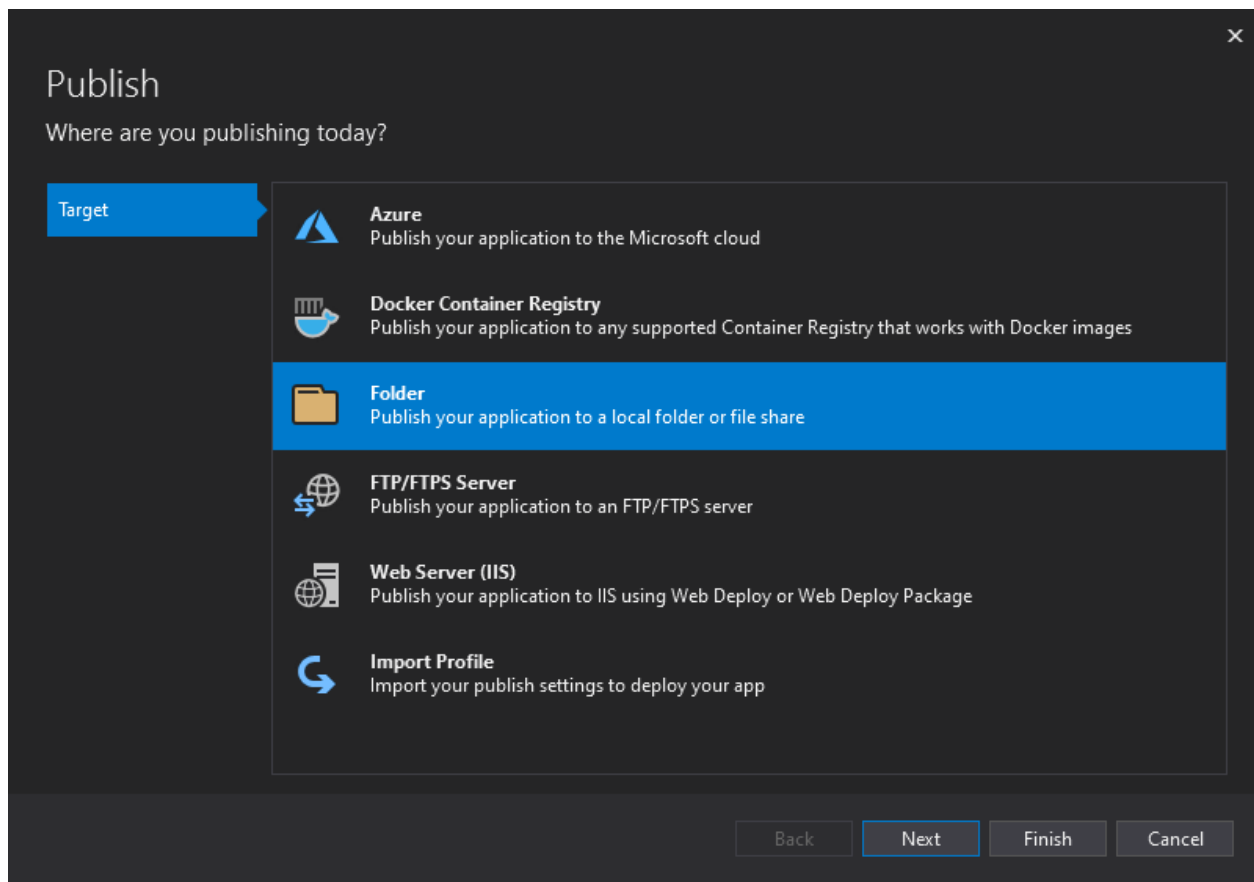 Publish
Where are you publishing today?
Target
Azure
Publish your application to the Microsoft cloud
Docker Container Registry
Publish your application to any supported Container Registry that works with Docker images
Folder
Publish your application to a local folder or file share
FTP/FTPS Server
Publish your application to an FTP/FTPS server
Web Server (IIS)
Publish your application to IIS using Web Deploy or Web Deploy Package
Import Profile
Import your publish settings to deploy your app
Back Next Finish Cancel